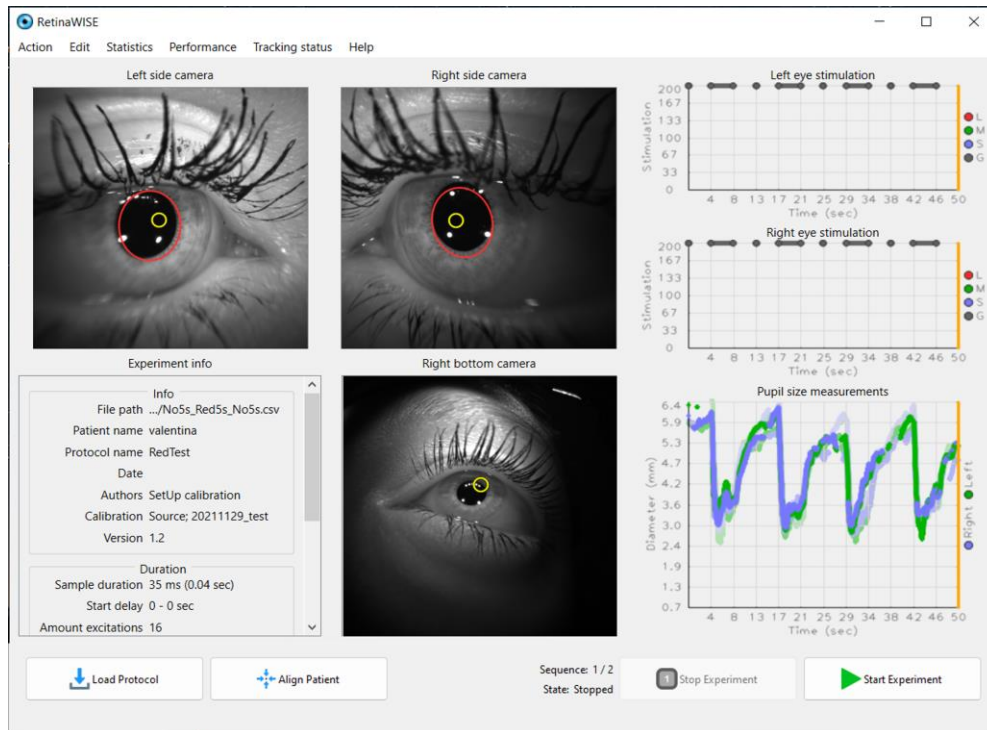 RetinaWISE
Action Edit Statistics Performance Tracking status Help
Left side camera
Right side camera
Left eye stimulation
Stimulation
200
167
133
100
67
33
0
4 8 13 17 21 25 29 34 38 42 46 50
Time (sec)
L
M
S
G
Right eye stimulation
Stimulation
200
167
133
100
67
33
0
4 8 13 17 21 25 29 34 38 42 46 50
Time (sec)
L
M
S
G
Experiment info
Info
File path .../No5s_Red5s_No5s.csv
Patient name valentina
Protocol name RedTest
Date
Authors SetUp calibration
Calibration Source; 20211129_test
Version 1.2
Duration
Sample duration 35 ms (0.04 sec)
Start delay 0 - 0 sec
Amount excitations 16
Right bottom camera
Pupil size measurements
Diameter (mm)
6.4
5.9
5.3
4.7
4.2
3.6
3.0
2.4
1.9
1.3
0.7
4 8 13 17 21 25 29 34 38 42 46 50
Time (sec)
Right Left
Load Protocol
Align Patient
Sequence: 1 / 2
State: Stopped
1 Stop Experiment
Start Experiment